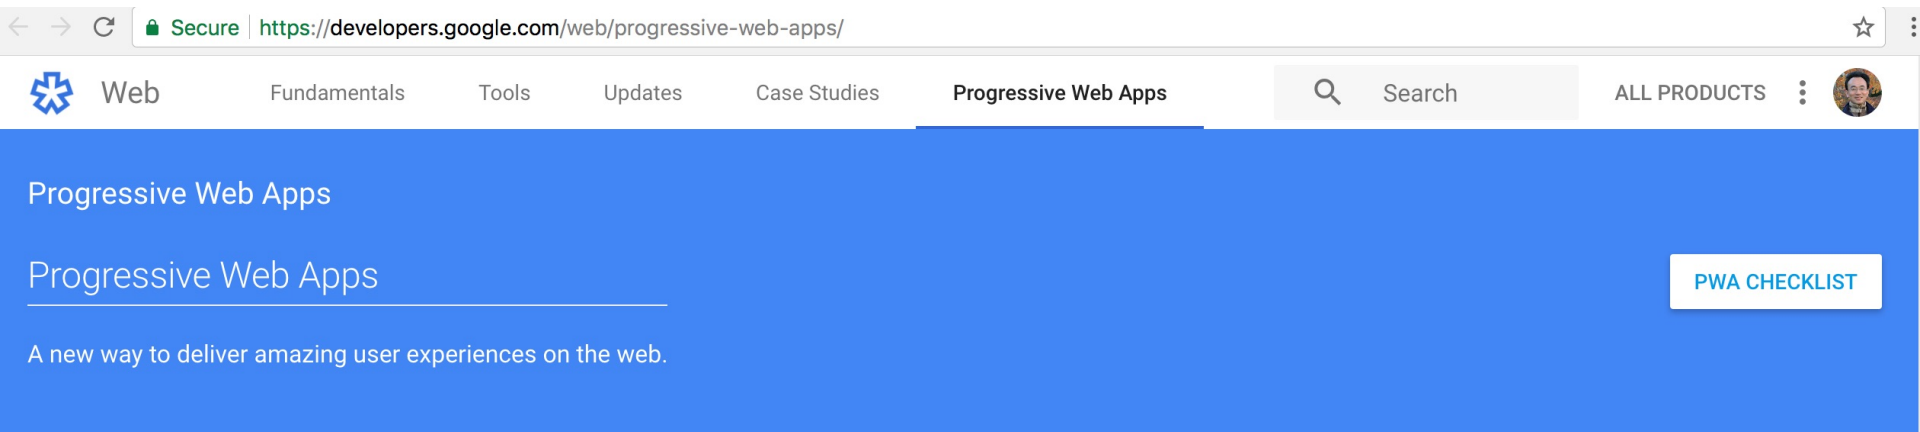 Secure https://developers.google.com/web/progressive-web-apps/
Web Fundamentals Tools Updates Case Studies Progressive Web Apps Search ALL PRODUCTS
Progressive Web Apps
Progressive Web Apps
PWA CHECKLIST
A new way to deliver amazing user experiences on the web.